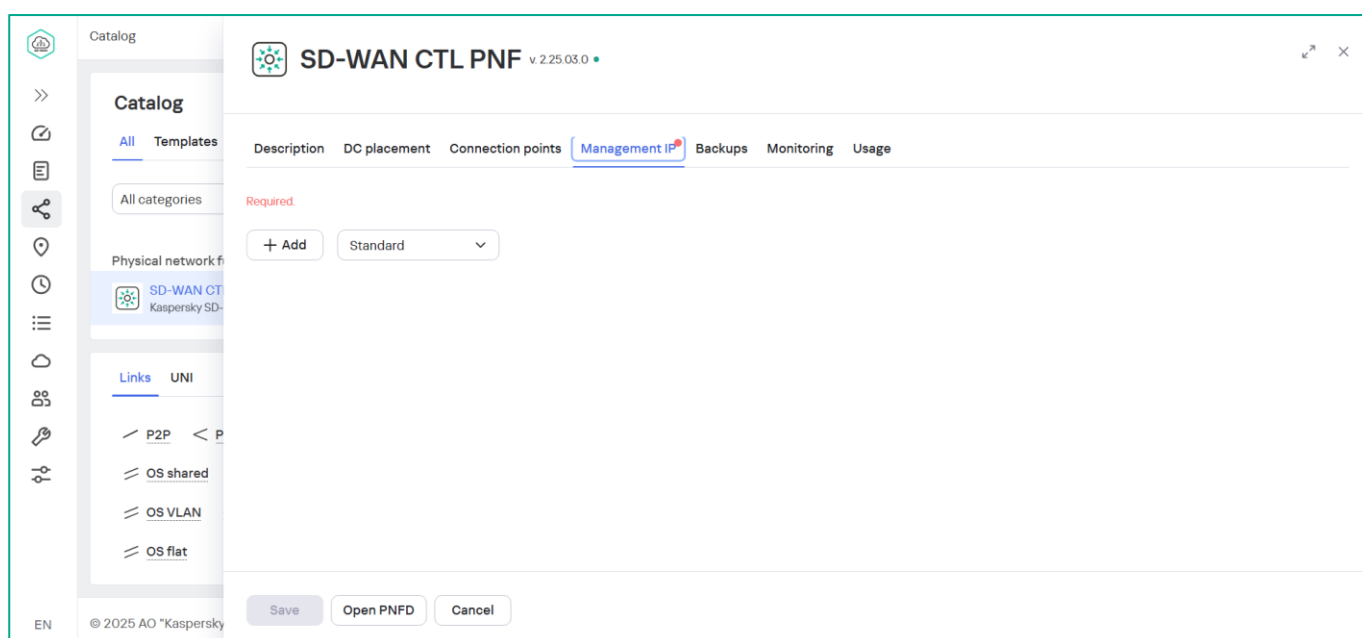 Catalog
SD-WAN CTL PNF v. 2.25.03.0
Catalog
All Templates
Description DC placement Connection points Management IP Backups Monitoring Usage
All categories
Required.
+ Add Standard
Physical network f
SD-WAN CT
Kaspersky SD-
Links UNI
P2P P
OS shared
OS VLAN
OS flat
Save Open PNFD Cancel
EN © 2025 AO "Kaspersky